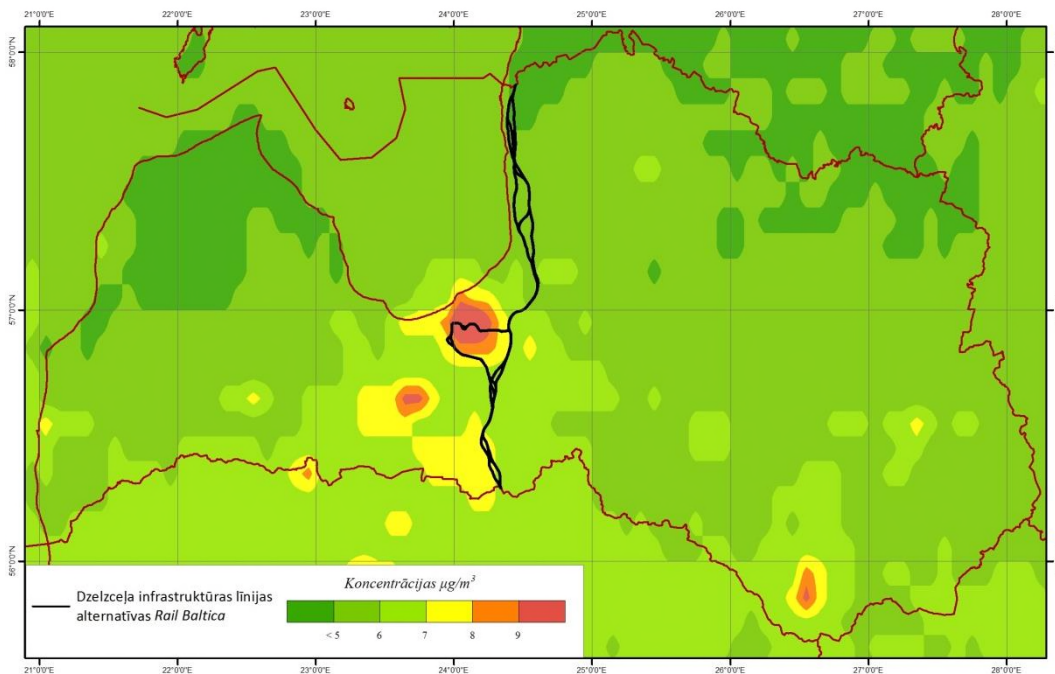 21°0'0"E 22°0'0"E 23°0'0"E 24°0'0"E 25°0'0"E 26°0'0"E 27°0'0"E 28°0'0"E
58°0'0"N
57°0'0"N
56°0'0"N
Koncentrācijas µg/m³
Dzelzceļa infrastruktūras līnijas
alternatīvas Rail Baltica
< 5 6 7 8 9
21°0'0"E 22°0'0"E 23°0'0"E 24°0'0"E 25°0'0"E 26°0'0"E 27°0'0"E 28°0'0"E